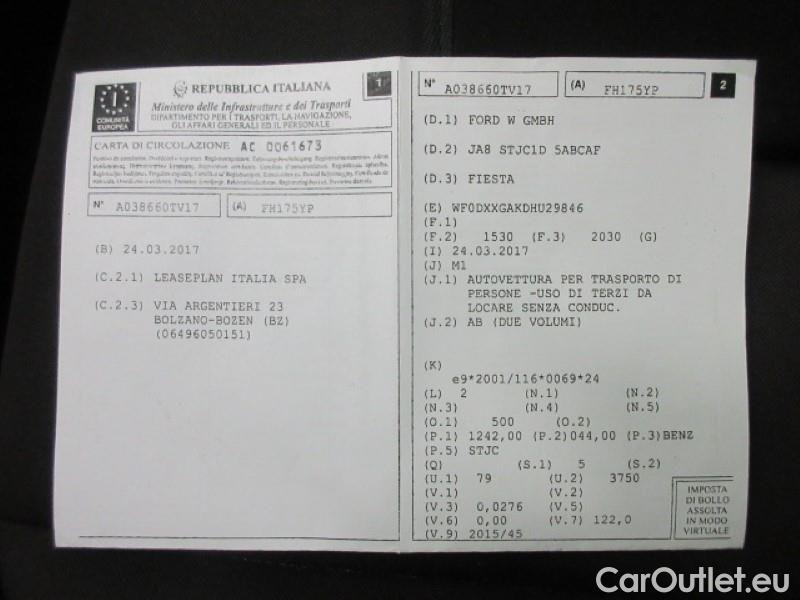 REPUBBLICA ITALIANA
1
Ministero delle Infrastrutture e dei Trasporti
DIPARTIMENTO PER I TRASPORTI, LA NAVIGAZIONE,
GLI AFFARI GENERALI ED IL PERSONALE
I
COMUNITÀ
EUROPEA
CARTA DI CIRCOLAZIONE AC 0061673
N° A038660TV17 (A) FH175YP
(B) 24.03.2017
(C.2.1) LEASEPLAN ITALIA SPA
(C.2.3) VIA ARGENTIERI 23
BOLZANO-BOZEN (BZ)
(06496050151)
N° A038660TV17 (A) FH175YP 2
(D.1) FORD W GMBH
(D.2) JA8 STJC1D 5ABCAF
(D.3) FIESTA
(E) WF0DXXGAKDHU29846
(F.1)
(F.2) 1530 (F.3) 2030 (G)
(I) 24.03.2017
(J) M1
(J.1) AUTOVETTURA PER TRASPORTO DI
PERSONE -USO DI TERZI DA
LOCARE SENZA CONDUC.
(J.2) AB (DUE VOLUMI)
(K)
e9*2001/116*0069*24
(L) 2 (N.1) (N.2)
(N.3) (N.4) (N.5)
(O.1) 500 (O.2)
(P.1) 1242,00 (P.2)044,00 (P.3)BENZ
(P.5) STJC
(Q) (S.1) 5 (S.2)
(U.1) 79 (U.2) 3750
(V.1) (V.2)
(V.3) 0,0276 (V.5)
(V.6) 0,00 (V.7) 122,0
(V.9) 2015/45
IMPOSTA
DI BOLLO
ASSOLTA
IN MODO
VIRTUALE
CarOutlet.eu